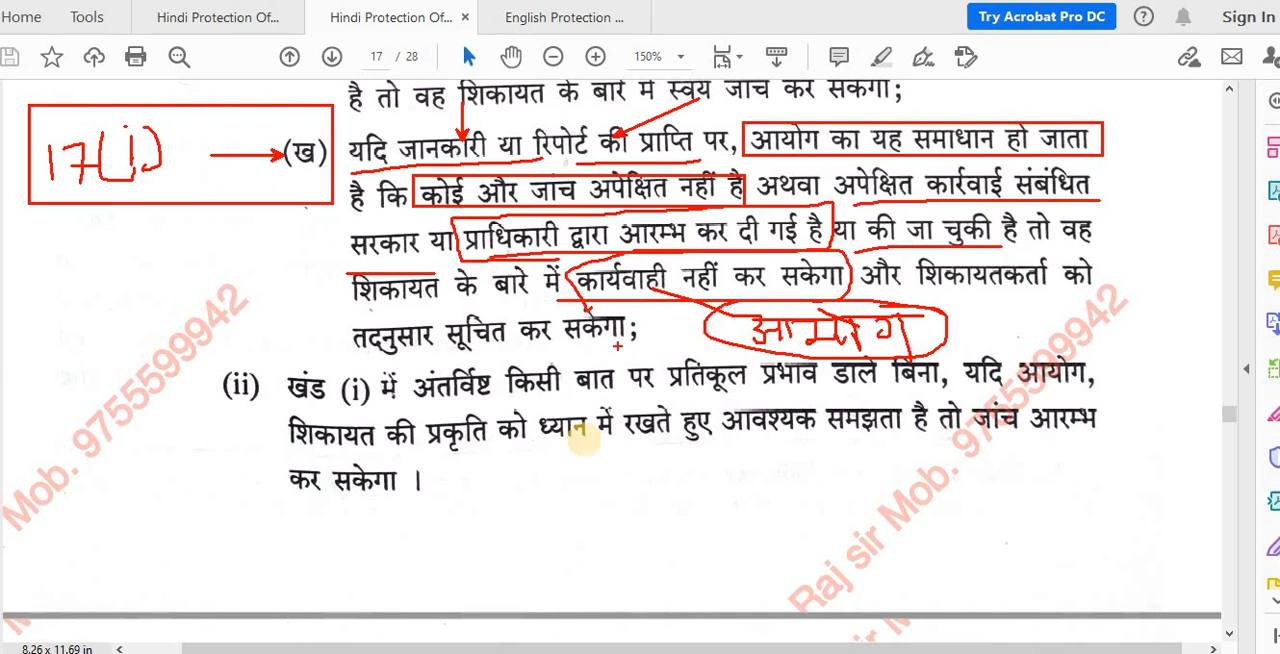 Home Tools Hindi Protection Of... Hindi Protection Of... × English Protection ... Try Acrobat Pro DC Sign In
17 / 28 150%
है तो वह शिकायत के बारे में स्वयं जांच कर सकेगा;
17(i) (ख) यदि जानकारी या रिपोर्ट की प्राप्ति पर, आयोग का यह समाधान हो जाता
है कि कोई और जांच अपेक्षित नहीं है अथवा अपेक्षित कार्रवाई संबंधित
सरकार या प्राधिकारी द्वारा आरम्भ कर दी गई है या की जा चुकी है तो वह
शिकायत के बारे में कार्यवाही नहीं कर सकेगा और शिकायतकर्ता को
तदनुसार सूचित कर सकेगा; आयोग
(ii) खंड (i) में अंतर्विष्ट किसी बात पर प्रतिकूल प्रभाव डाले बिना, यदि आयोग,
शिकायत की प्रकृति को ध्यान में रखते हुए आवश्यक समझता है तो जांच आरम्भ
कर सकेगा ।
Mob. 9755599942
Raj sir Mob. 9755599942
8.26 x 11.69 in